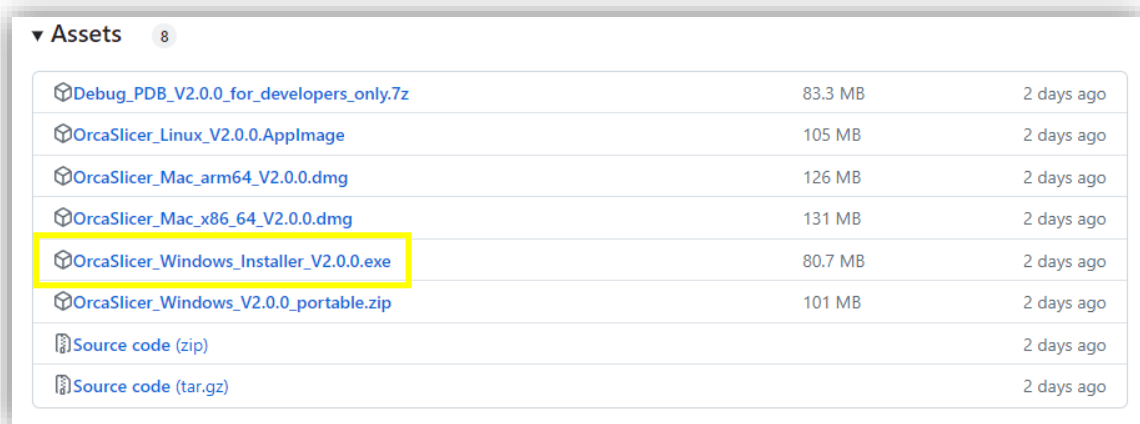 ▾ Assets 8
Debug_PDB_V2.0.0_for_developers_only.7z 83.3 MB 2 days ago
OrcaSlicer_Linux_V2.0.0.AppImage 105 MB 2 days ago
OrcaSlicer_Mac_arm64_V2.0.0.dmg 126 MB 2 days ago
OrcaSlicer_Mac_x86_64_V2.0.0.dmg 131 MB 2 days ago
OrcaSlicer_Windows_Installer_V2.0.0.exe 80.7 MB 2 days ago
OrcaSlicer_Windows_V2.0.0_portable.zip 101 MB 2 days ago
Source code (zip) 2 days ago
Source code (tar.gz) 2 days ago